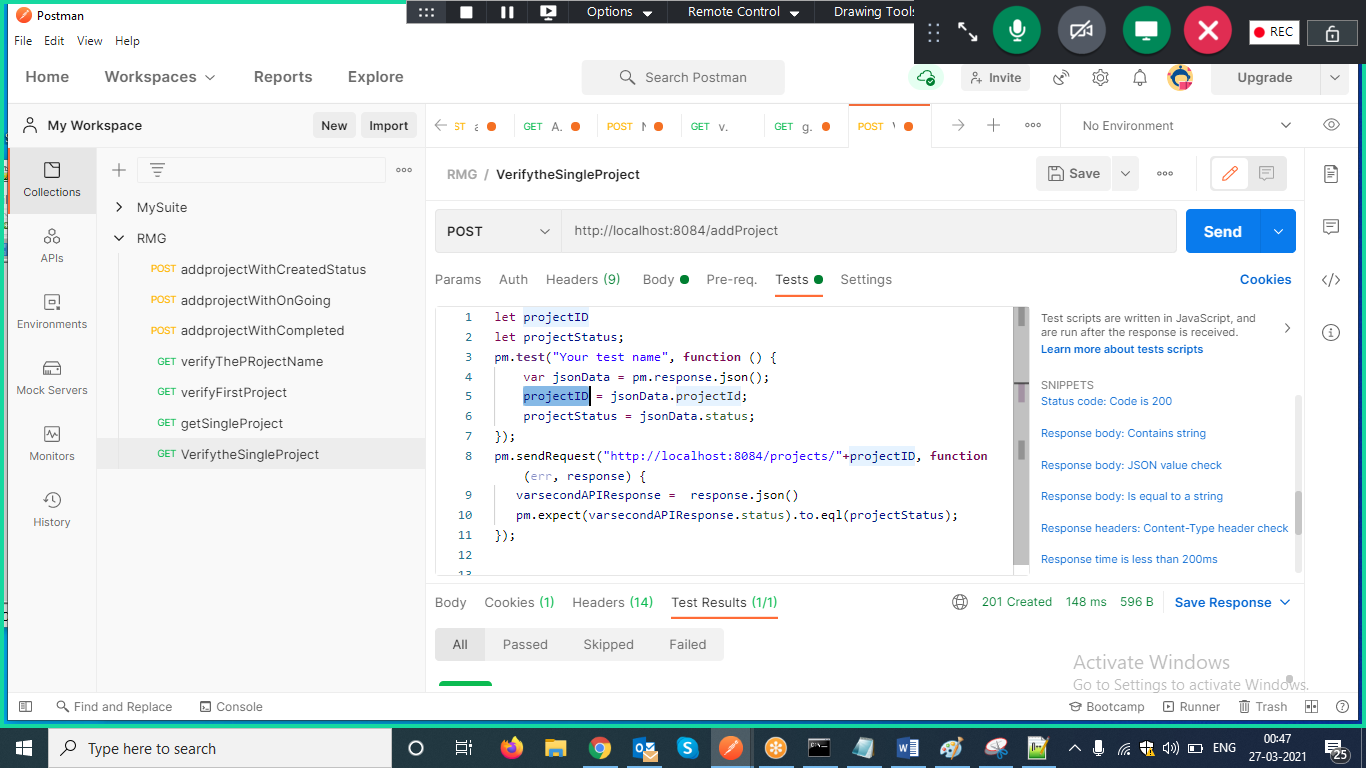 Postman
Options
Remote Control
Drawing Tools
REC
File Edit View Help
Home
Workspaces
Reports
Explore
Search Postman
Invite
Upgrade
My Workspace
New
Import
GET A.
POST
GET v.
GET g.
POST
No Environment
Collections
APIs
Environments
Mock Servers
Monitors
History
MySuite
RMG
POST addprojectWithCreatedStatus
POST addprojectWithOnGoing
POST addprojectWithCompleted
GET verifyThePRojectName
GET verifyFirstProject
GET getSingleProject
GET VerifytheSingleProject
RMG / VerifytheSingleProject
Save
POST
http://localhost:8084/addProject
Send
Params Auth Headers (9) Body Pre-req. Tests Settings
Cookies
1 let projectID
2 let projectStatus;
3 pm.test("Your test name", function () {
4 var jsonData = pm.response.json();
5 projectID = jsonData.projectId;
6 projectStatus = jsonData.status;
7 });
8 pm.sendRequest("http://localhost:8084/projects/"+projectID, function
(err, response) {
9 varsecondAPIResponse = response.json()
10 pm.expect(varsecondAPIResponse.status).to.eql(projectStatus);
11 });
12
13
Test scripts are written in JavaScript, and
are run after the response is received.
Learn more about tests scripts
SNIPPETS
Status code: Code is 200
Response body: Contains string
Response body: JSON value check
Response body: Is equal to a string
Response headers: Content-Type header check
Response time is less than 200ms
Body Cookies (1) Headers (14) Test Results (1/1)
201 Created 148 ms 596 B Save Response
All Passed Skipped Failed
Activate Windows
Go to Settings to activate Windows.
Find and Replace
Console
Bootcamp
Runner
Trash
Type here to search
ENG
00:47
27-03-2021
25